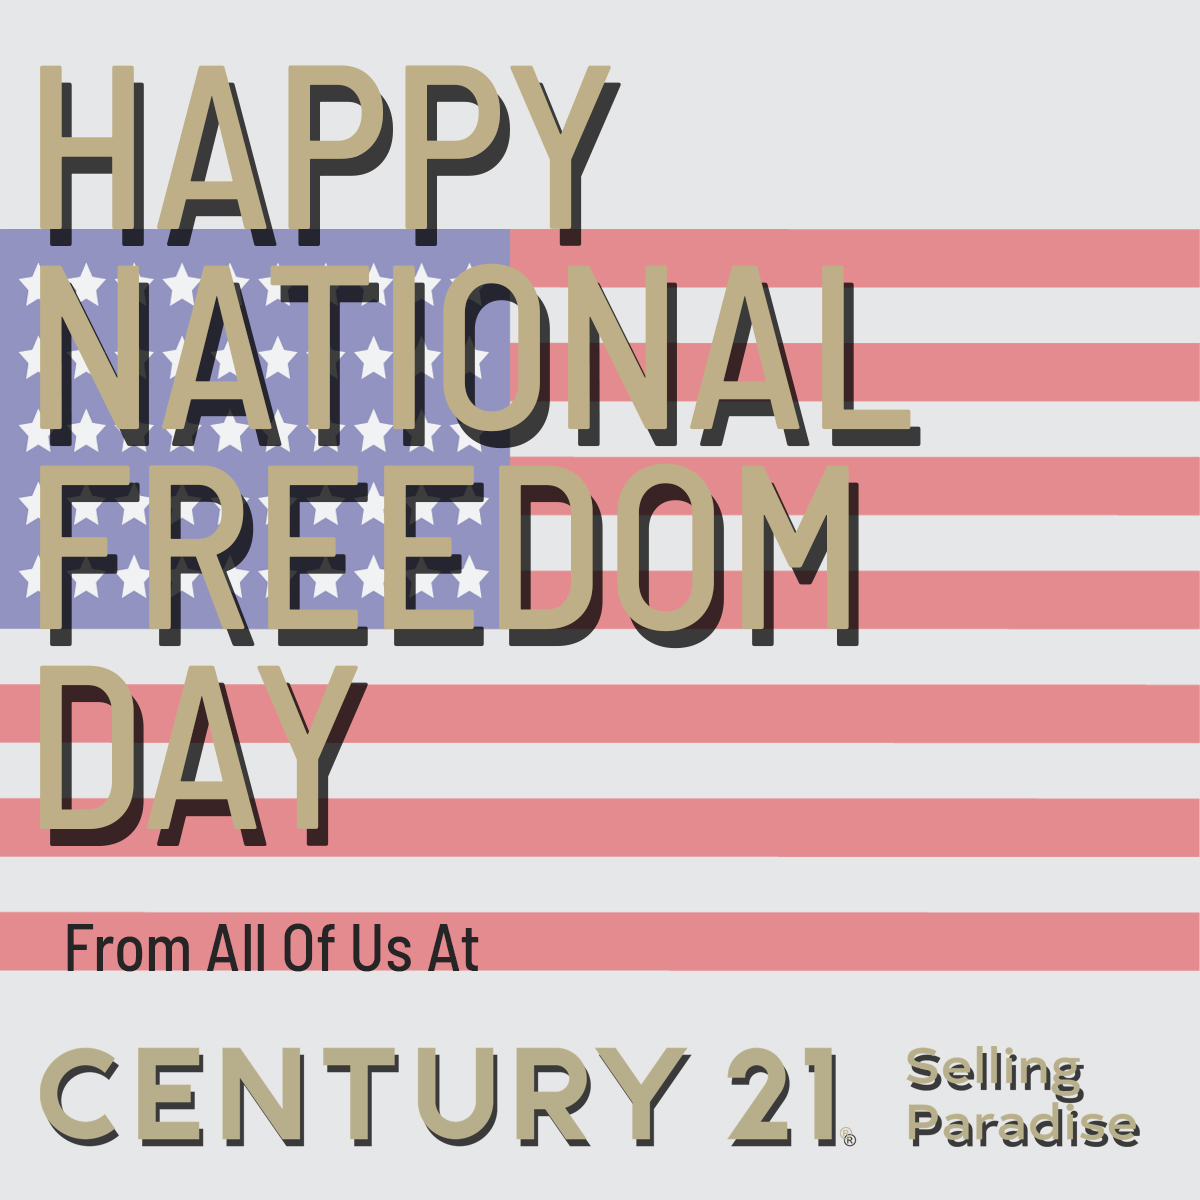 HAPPY
NATIONAL
FREEDOM
DAY
From All Of Us At
CENTURY 21®
Selling
Paradise